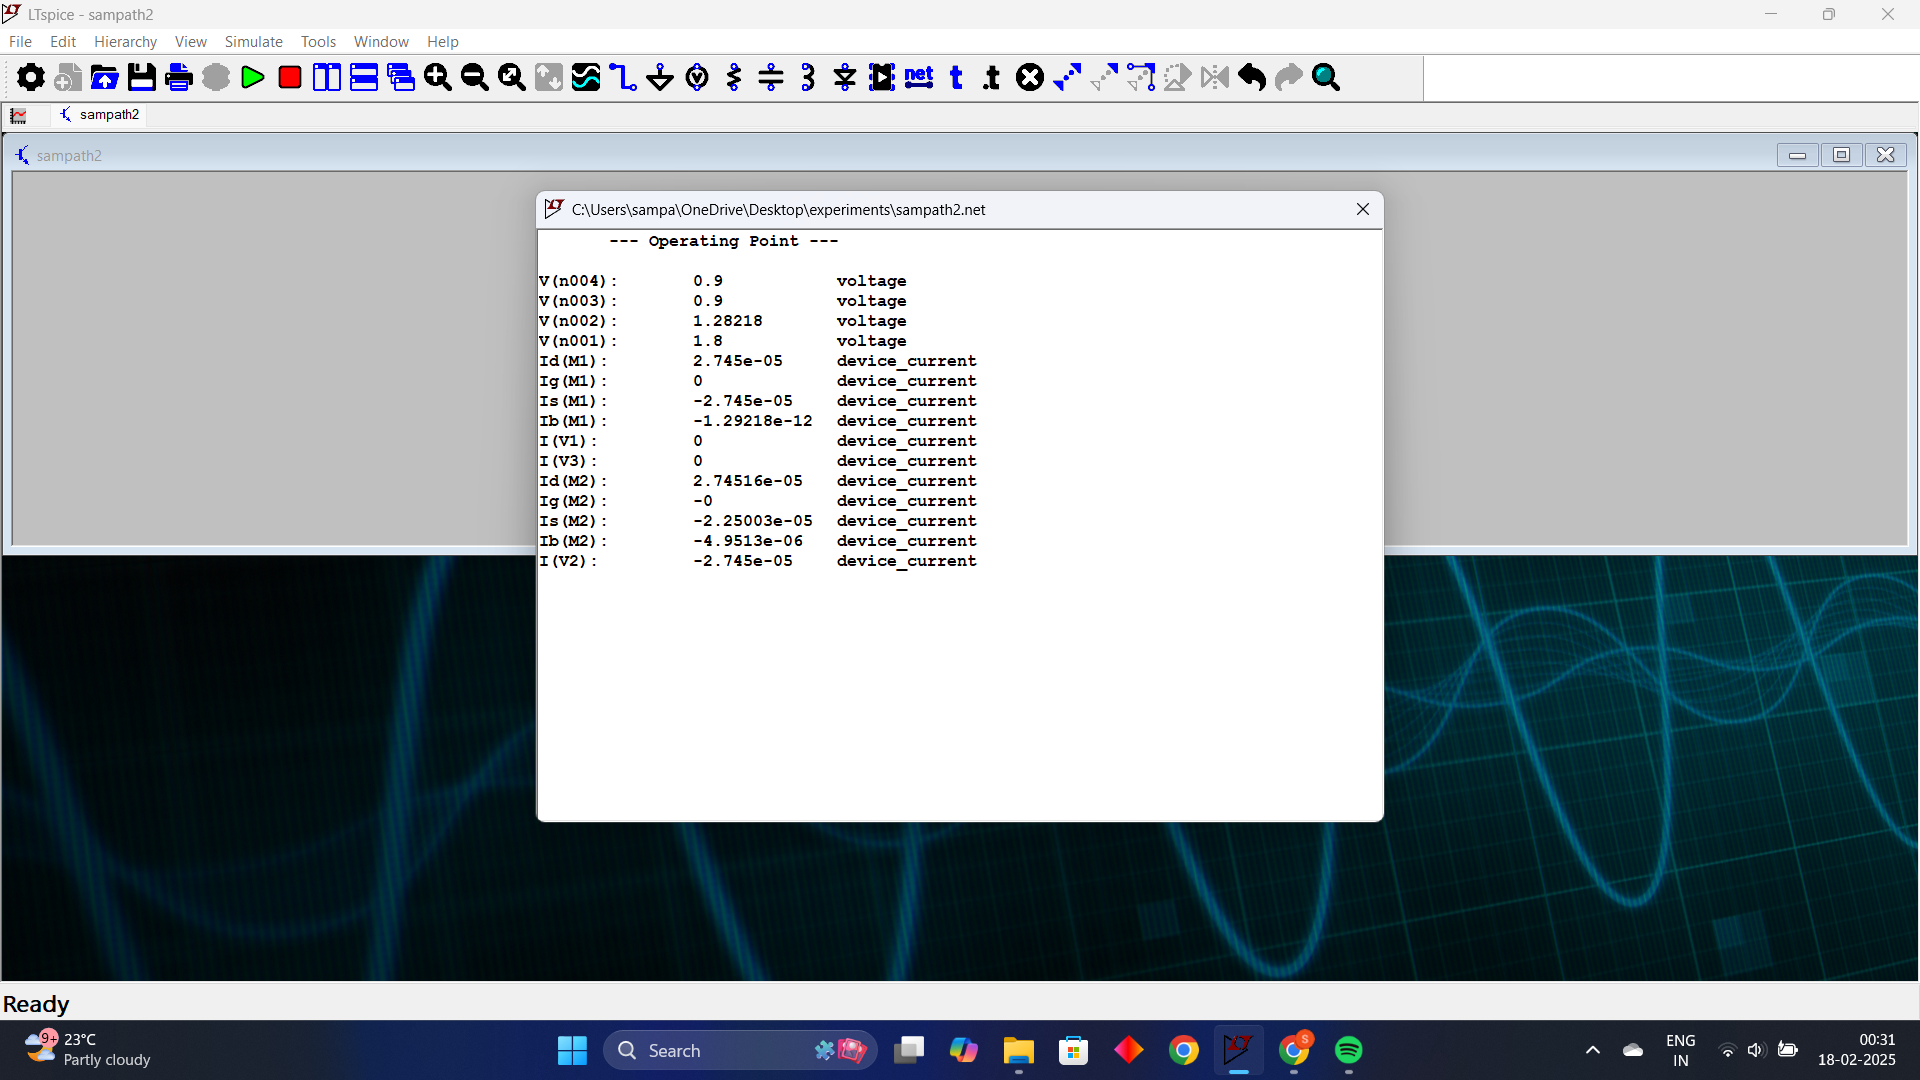 LTspice - sampath2
File Edit Hierarchy View Simulate Tools Window Help
net t .t
sampath2
sampath2
C:\Users\sampa\OneDrive\Desktop\experiments\sampath2.net
--- Operating Point ---
V(n004): 0.9 voltage
V(n003): 0.9 voltage
V(n002): 1.28218 voltage
V(n001): 1.8 voltage
Id(M1): 2.745e-05 device_current
Ig(M1): 0 device_current
Is(M1): -2.745e-05 device_current
Ib(M1): -1.29218e-12 device_current
I(V1): 0 device_current
I(V3): 0 device_current
Id(M2): 2.74516e-05 device_current
Ig(M2): -0 device_current
Is(M2): -2.25003e-05 device_current
Ib(M2): -4.9513e-06 device_current
I(V2): -2.745e-05 device_current
Ready
9+
23°C
Partly cloudy
Search
S
ENG
IN
00:31
18-02-2025